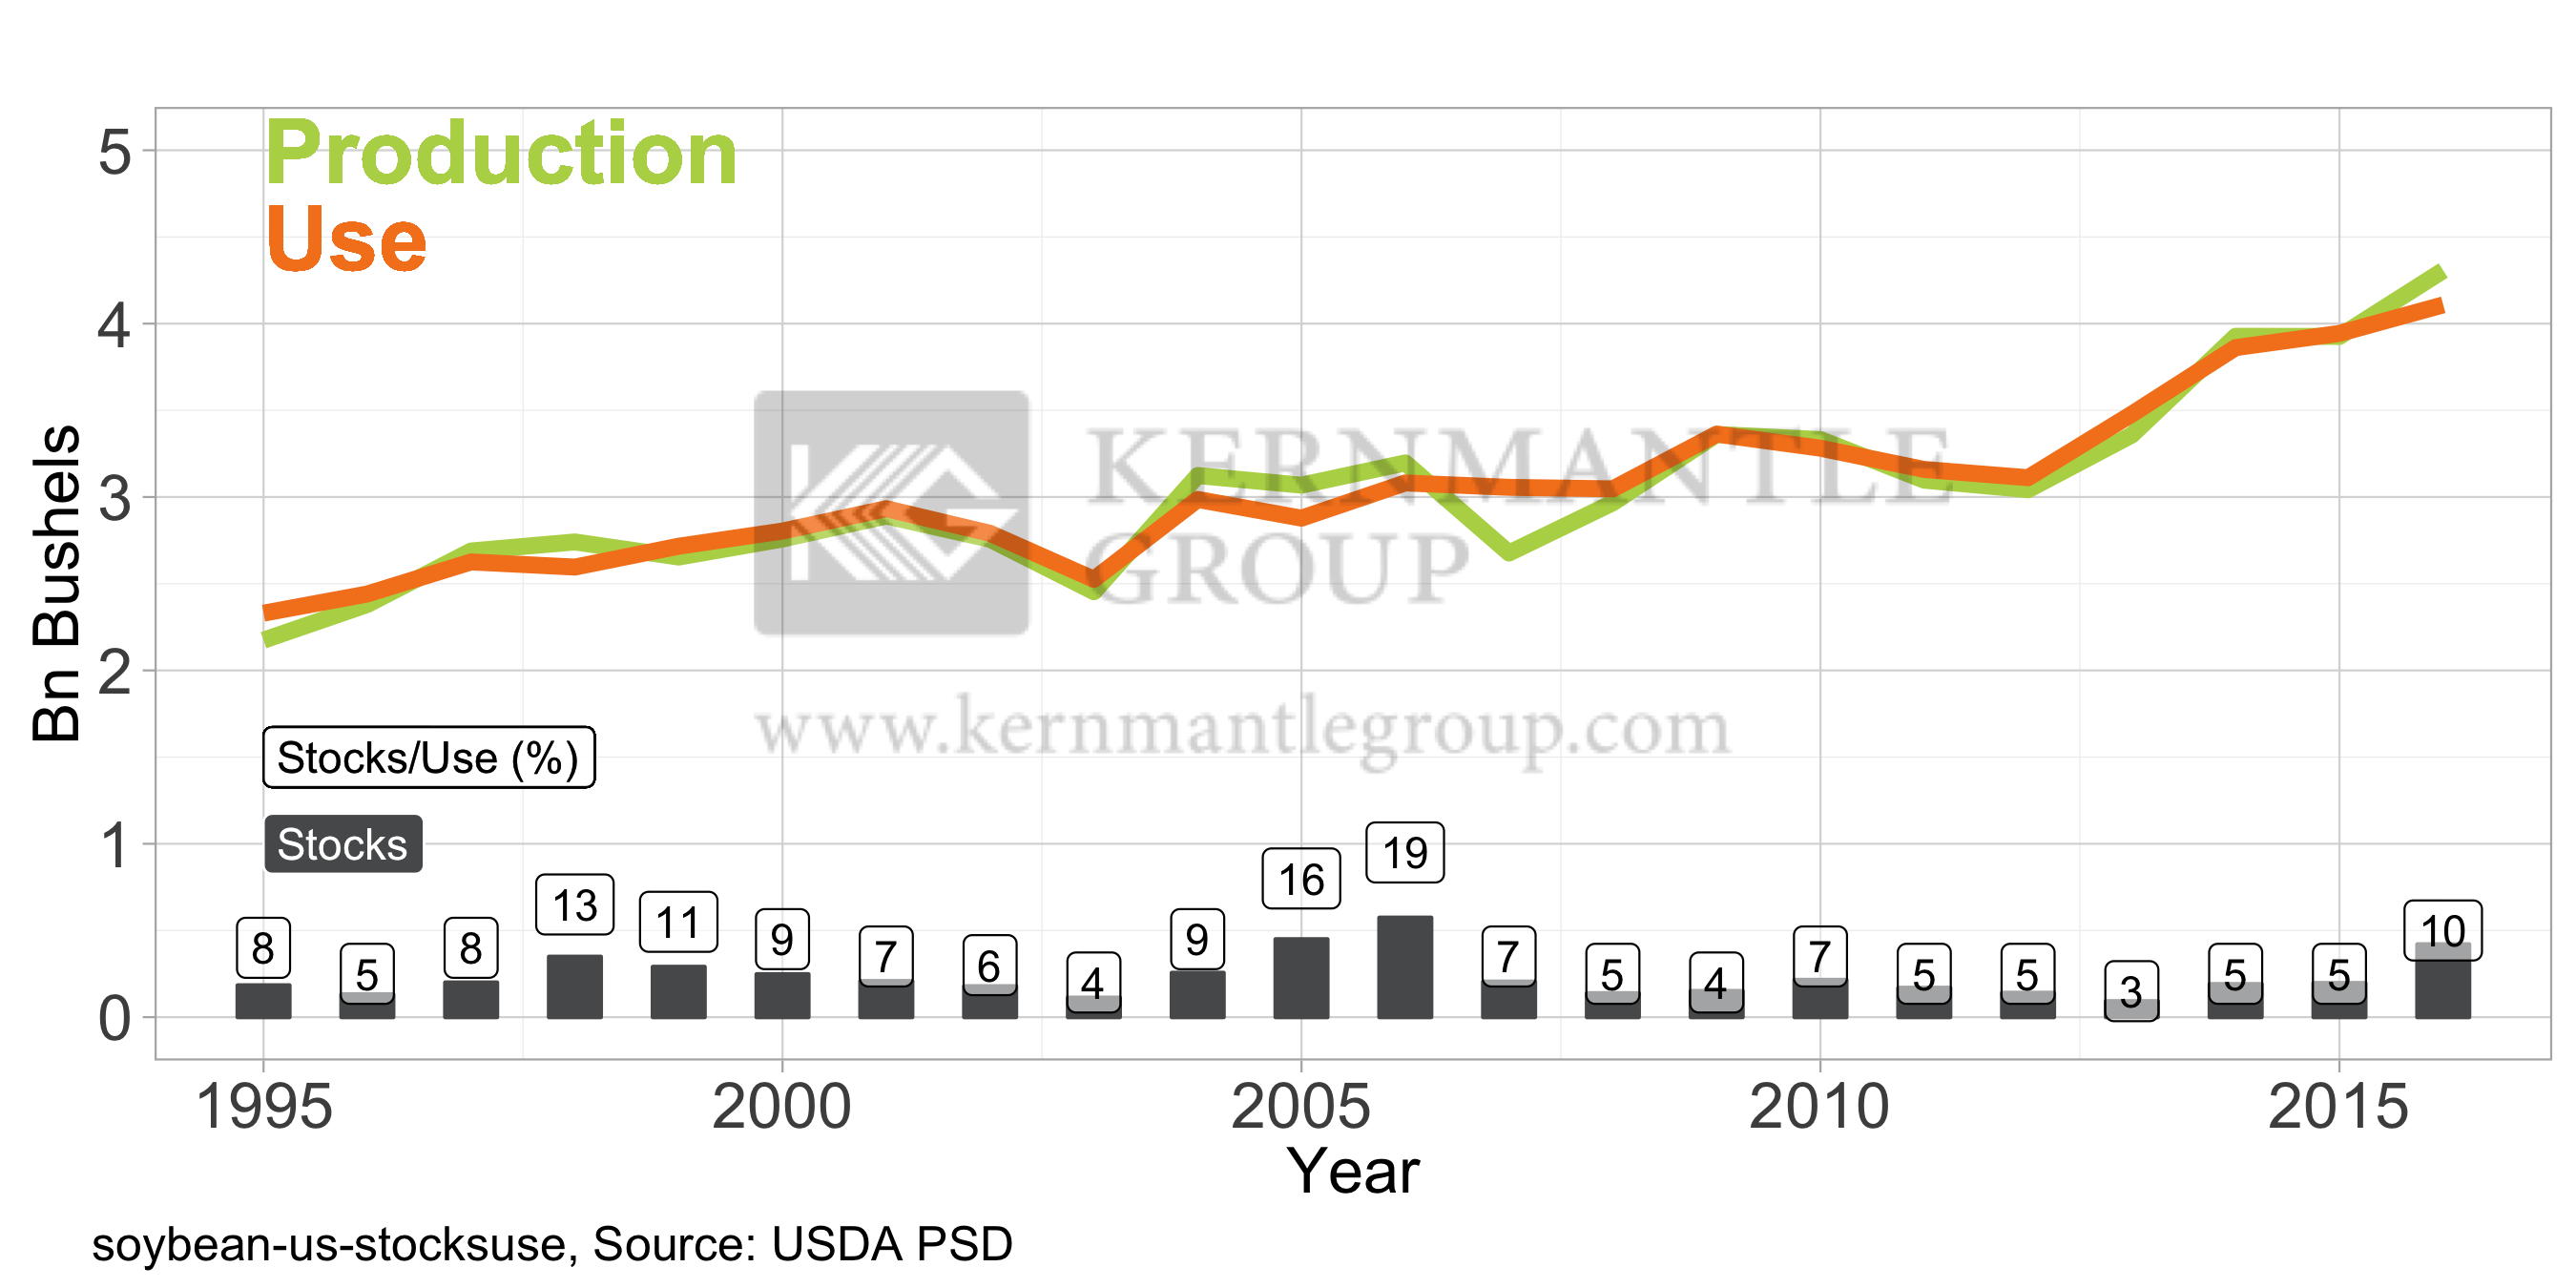 Production
Use
5
4
3
2
1
0
Bn Bushels
KERNMANTLE
GROUP
www.kernmantlegroup.com
Stocks/Use (%)
Stocks
8 5 8 13 11 9 7 6 4 9 16 19 7 5 4 7 5 5 3 5 5 10
1995 2000 2005 2010 2015
Year
soybean-us-stocksuse, Source: USDA PSD